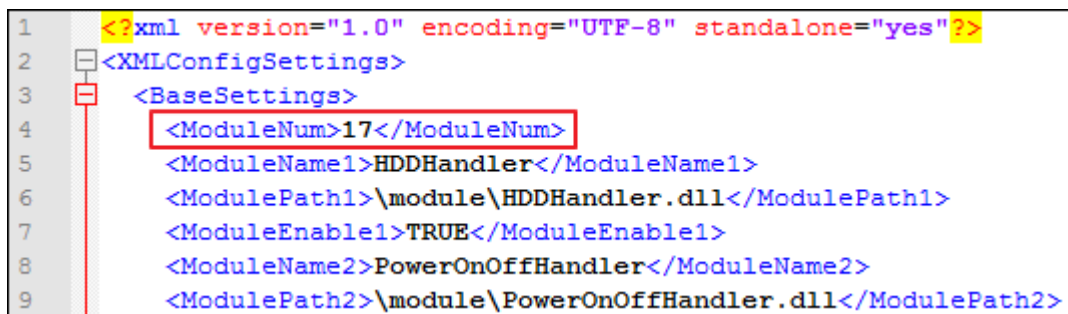 1 <?xml version="1.0" encoding="UTF-8" standalone="yes"?>
2 <XMLConfigSettings>
3 <BaseSettings>
4 <ModuleNum>17</ModuleNum>
5 <ModuleName1>HDDHandler</ModuleName1>
6 <ModulePath1>\module\HDDHandler.dll</ModulePath1>
7 <ModuleEnable1>TRUE</ModuleEnable1>
8 <ModuleName2>PowerOnOffHandler</ModuleName2>
9 <ModulePath2>\module\PowerOnOffHandler.dll</ModulePath2>